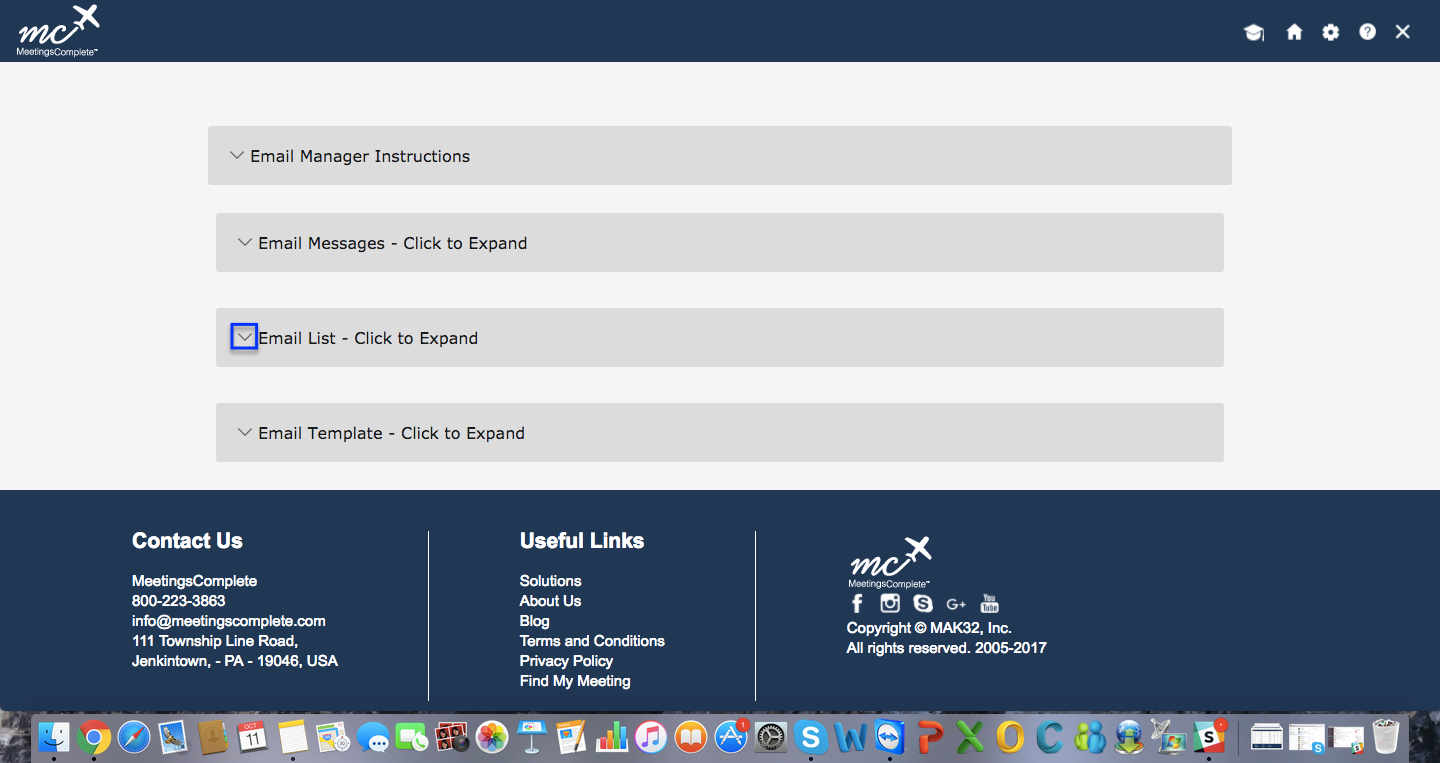 mc
MeetingsComplete™
Email Manager Instructions
Email Messages - Click to Expand
Email List - Click to Expand
Email Template - Click to Expand
Contact Us
MeetingsComplete
800-223-3863
info@meetingscomplete.com
111 Township Line Road,
Jenkintown, - PA - 19046, USA
Useful Links
Solutions
About Us
Blog
Terms and Conditions
Privacy Policy
Find My Meeting
mc
MeetingsComplete™
G+
You
Tube
Copyright © MAK32, Inc.
All rights reserved. 2005-2017
OCT
11
1